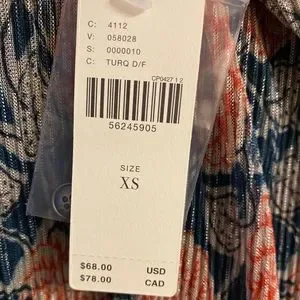 C: 4112
V: 058028
S: 0000010
C: TURQ D/F
CP0427 1 2
56245905
SIZE
XS
$68.00 USD
$78.00 CAD